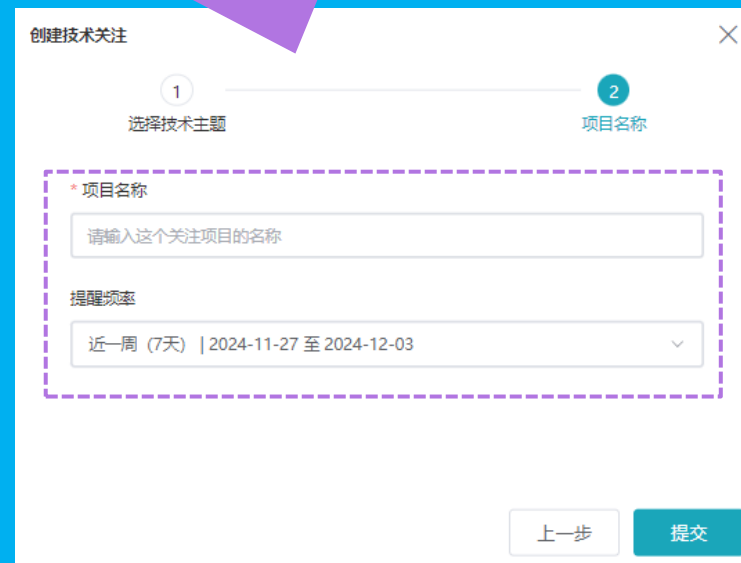 创建技术关注
1
2
选择技术主题
项目名称
* 项目名称
请输入这个关注项目的名称
提醒频率
近一周（7天） | 2024-11-27 至 2024-12-03
上一步
提交